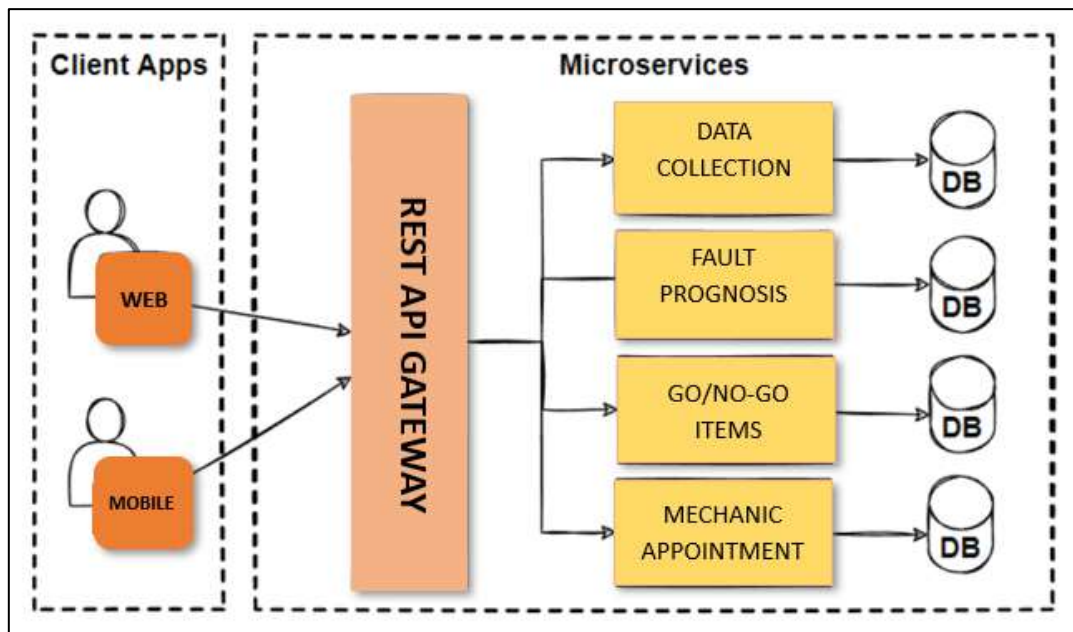 Client Apps
Microservices
WEB
MOBILE
REST API GATEWAY
DATA
COLLECTION
DB
FAULT
PROGNOSIS
DB
GO/NO-GO
ITEMS
DB
MECHANIC
APPOINTMENT
DB